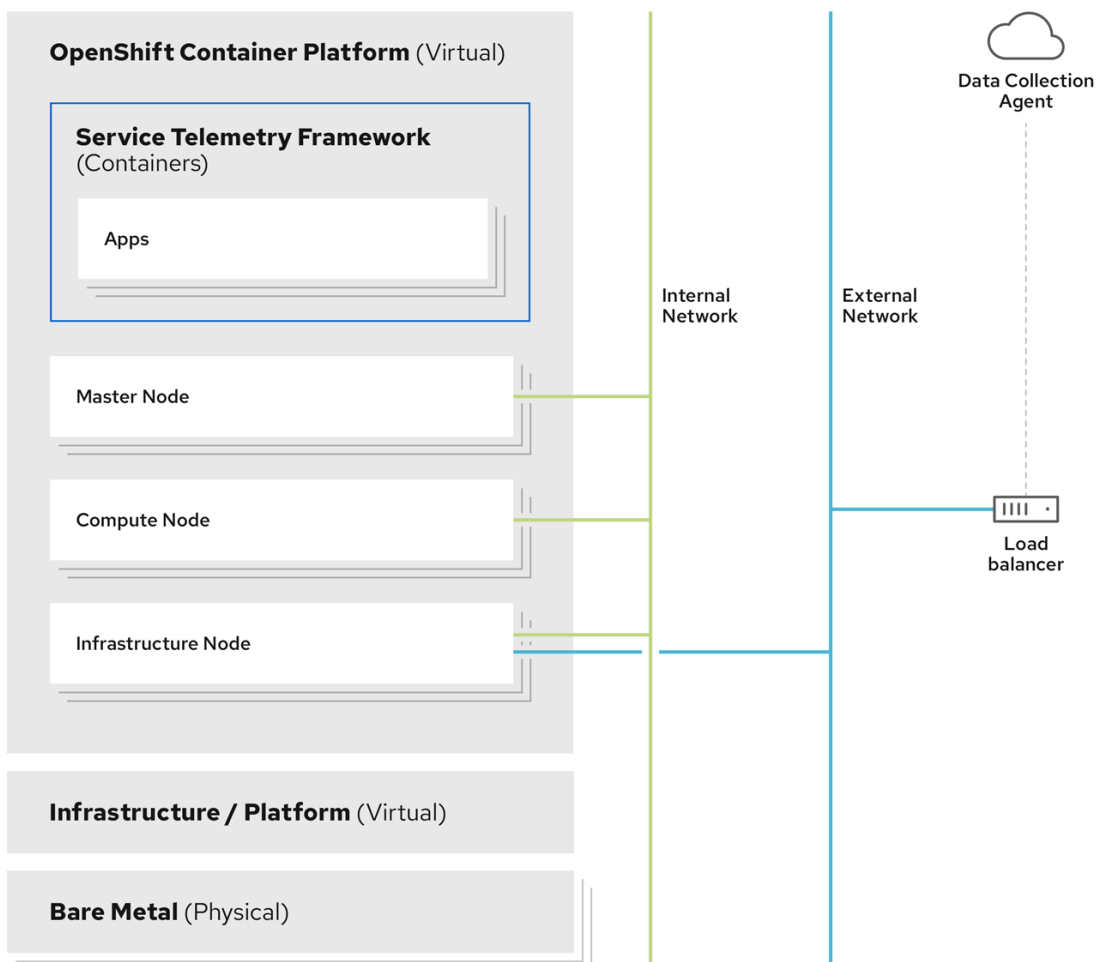 OpenShift Container Platform (Virtual)
Service Telemetry Framework
(Containers)
Apps
Master Node
Compute Node
Infrastructure Node
Infrastructure / Platform (Virtual)
Bare Metal (Physical)
Internal
Network
External
Network
Data Collection
Agent
Load
balancer